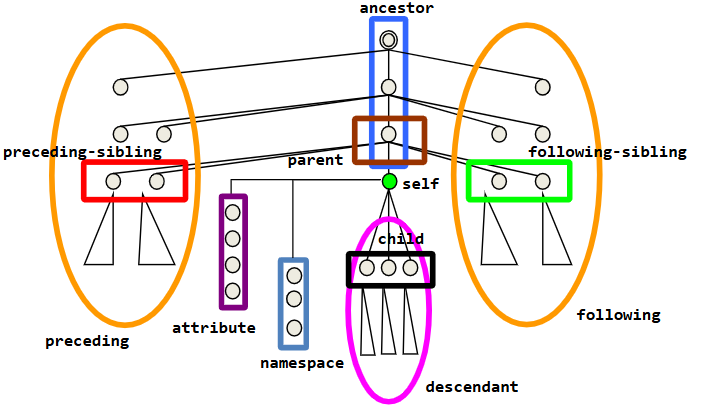 ancestor
preceding-sibling
following-sibling
parent
self
child
attribute
following
preceding
namespace
descendant